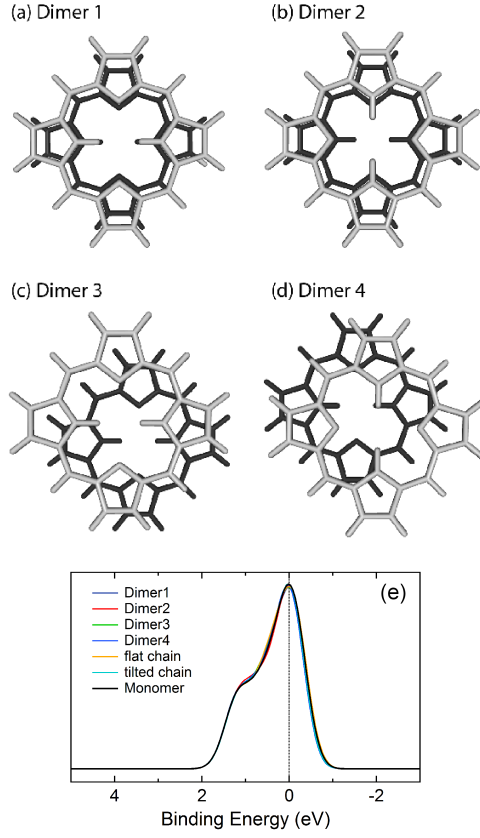 (a) Dimer 1
(b) Dimer 2
(c) Dimer 3
(d) Dimer 4
(e)
Dimer1
Dimer2
Dimer3
Dimer4
flat chain
tilted chain
Monomer
4 2 0 -2
Binding Energy (eV)